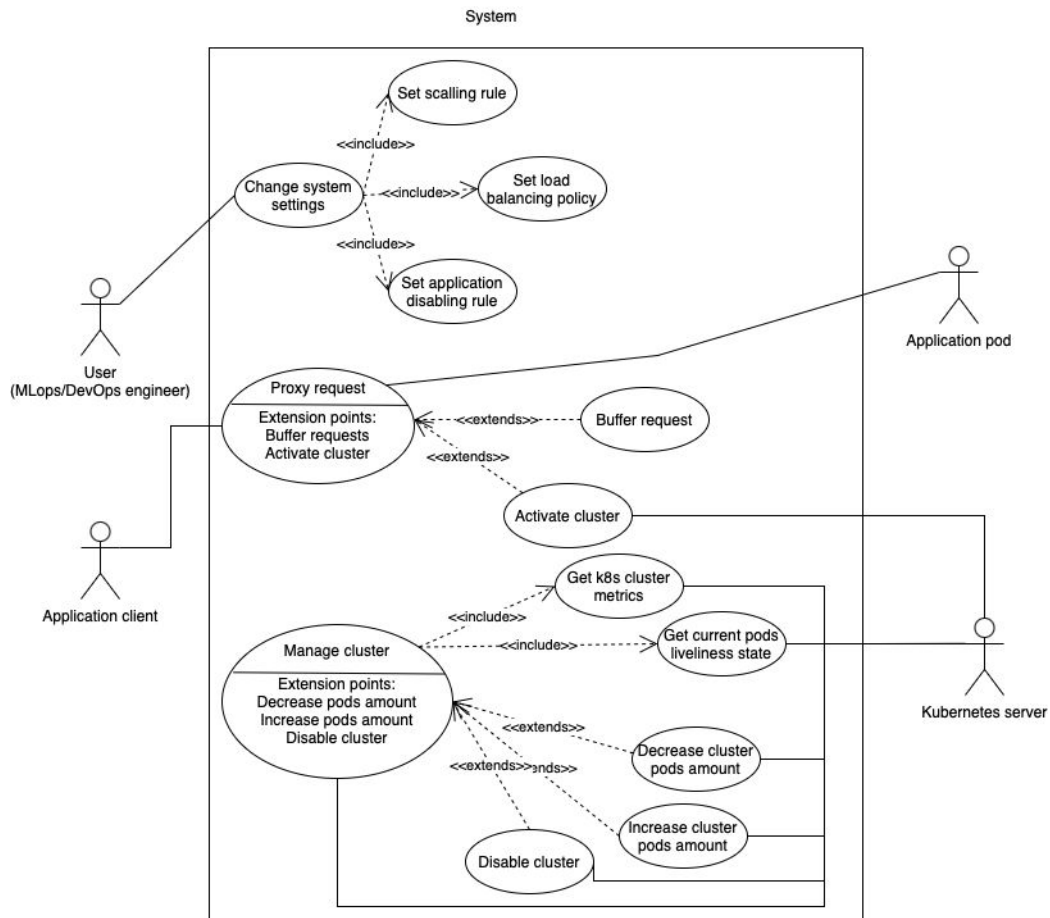 System
Set scalling rule
<<include>>
Change system
settings
<<include>>
Set load
balancing policy
<<include>>
Set application
disabling rule
User
(MLops/DevOps engineer)
Application pod
Proxy request
Extension points:
Buffer requests
Activate cluster
<<extends>>
Buffer request
<<extends>>
Activate cluster
Application client
Get k8s cluster
metrics
<<include>>
<<include>>
Get current pods
liveliness state
Manage cluster
Extension points:
Decrease pods amount
Increase pods amount
Disable cluster
Kubernetes server
<<extends>>
Decrease cluster
pods amount
<<extends>>
ends>>
Increase cluster
pods amount
Disable cluster